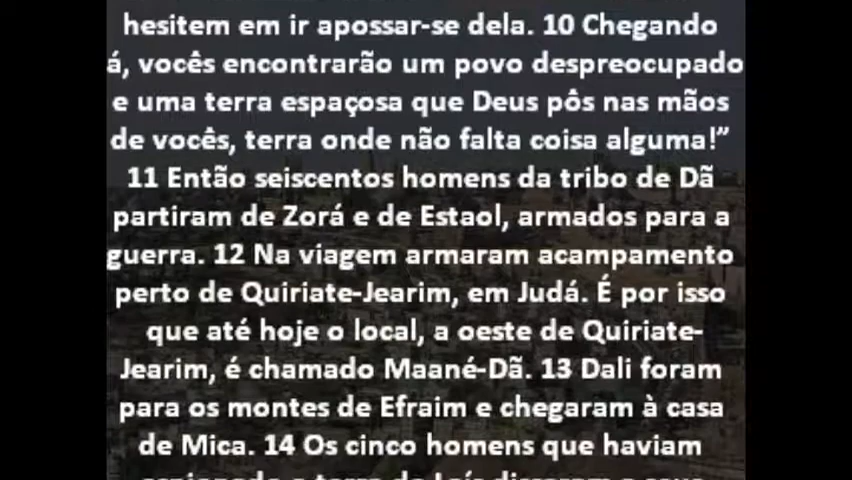 hesitem em ir apossar-se dela. 10 Chegando
á, vocês encontrarão um povo despreocupado
e uma terra espaçosa que Deus pôs nas mãos
de vocês, terra onde não falta coisa alguma!”
11 Então seiscentos homens da tribo de Dã
partiram de Zorá e de Estaol, armados para a
guerra. 12 Na viagem armaram acampamento
perto de Quiriate-Jearim, em Judá. É por isso
que até hoje o local, a oeste de Quiriate-
Jearim, é chamado Maané-Dã. 13 Dali foram
para os montes de Efraim e chegaram à casa
de Mica. 14 Os cinco homens que haviam